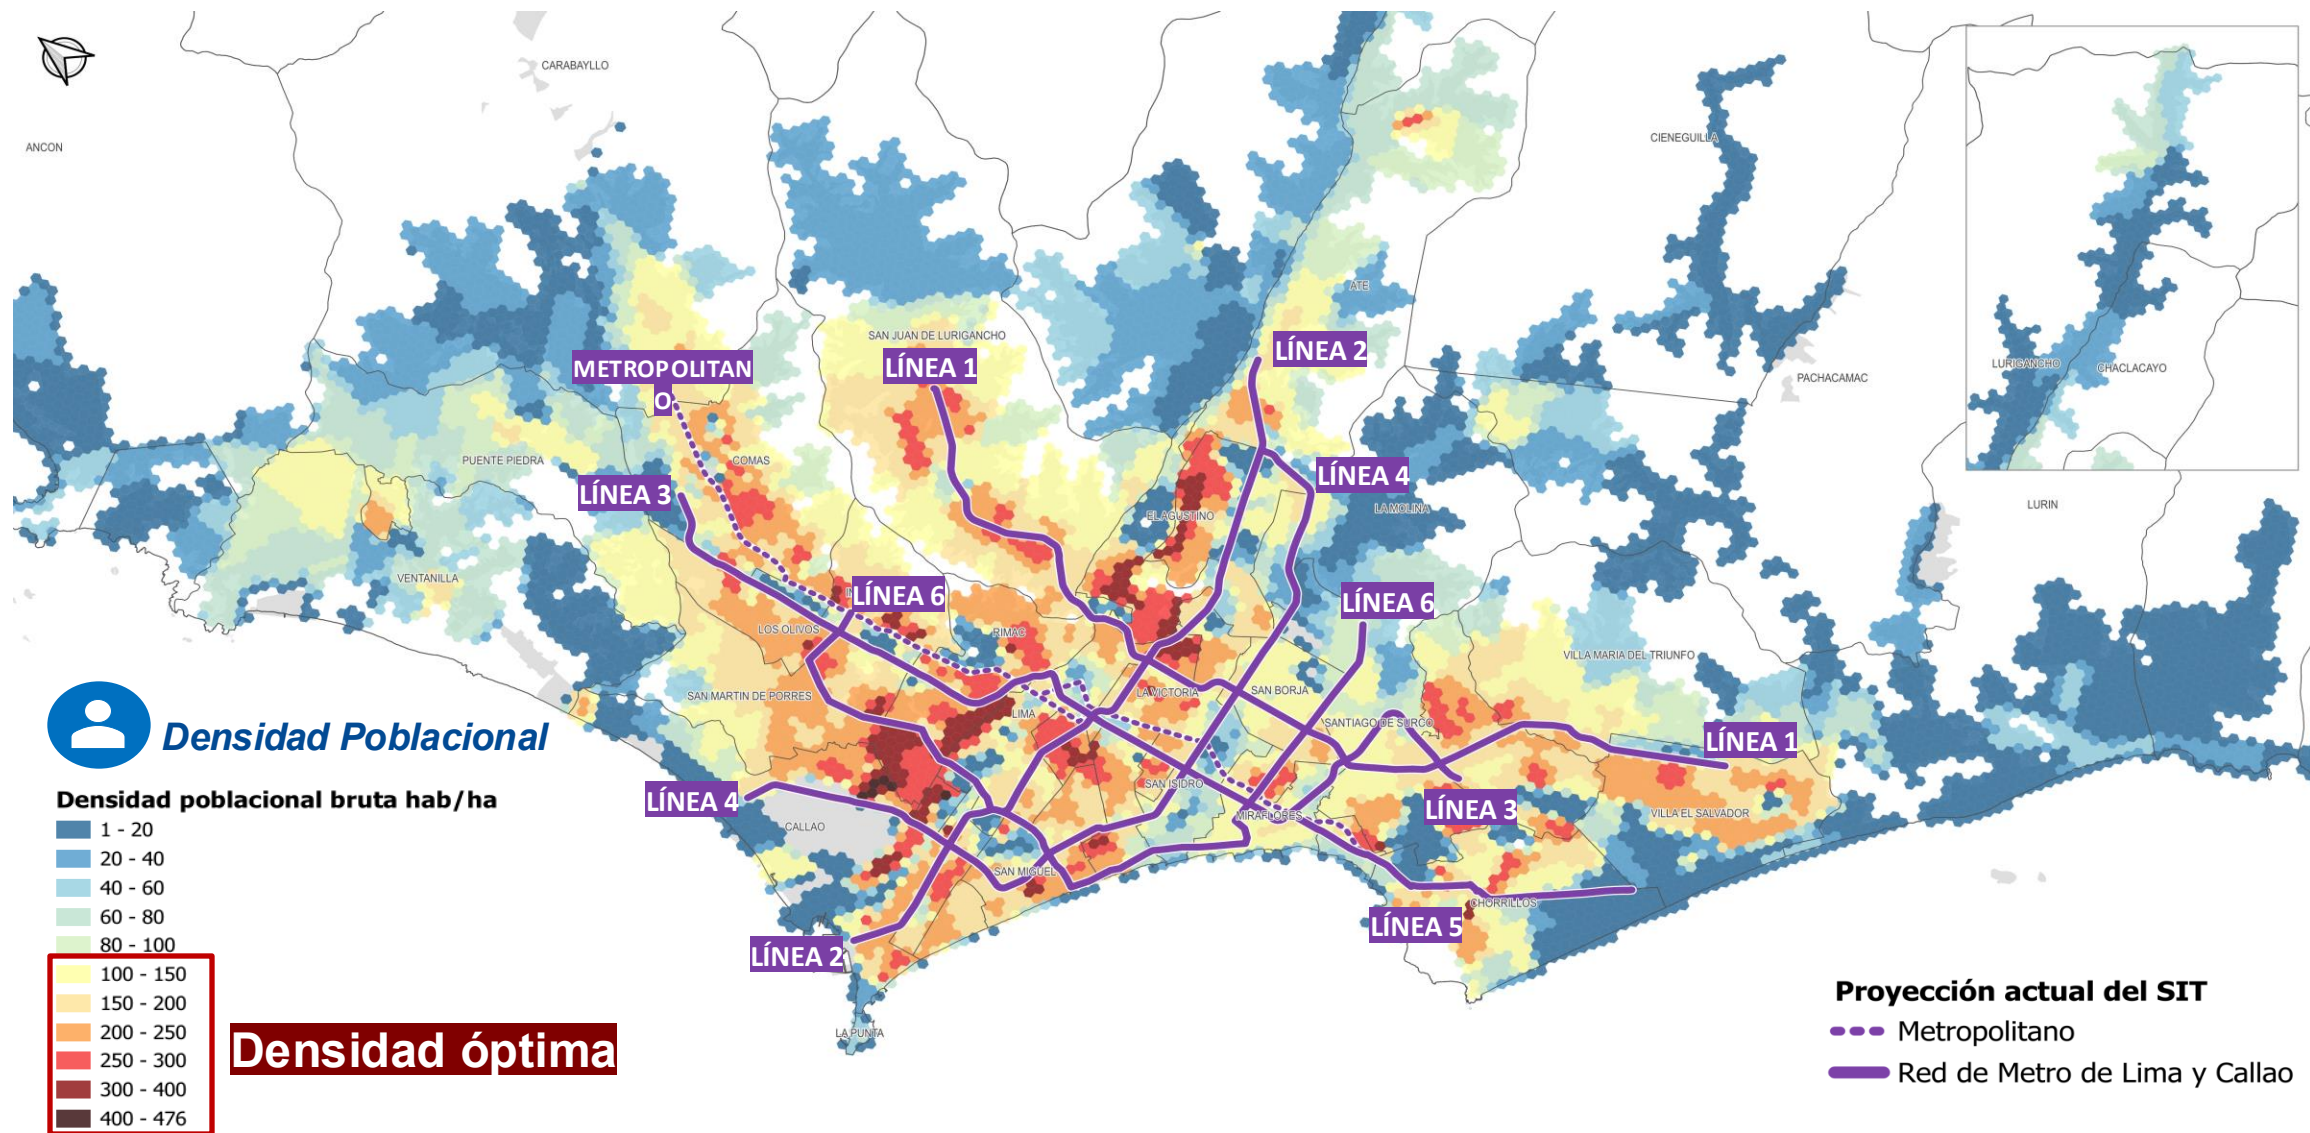 CARABAYLLO
ANCON
CIENEGUILLA
ATE
SAN JUAN DE LURIGANCHO
LÍNEA 2
METROPOLITAN
O
LÍNEA 1
LURIGANCHO
CHACLACAYO
PACHACAMAC
PUENTE PIEDRA
COMAS
LÍNEA 3
LÍNEA 4
LA MOLINA
LURIN
EL AGUSTINO
VENTANILLA
LÍNEA 6
LÍNEA 6
LOS OLIVOS
RIMAC
VILLA MARIA DEL TRIUNFO
SAN MARTIN DE PORRES
LIMA
LA VICTORIA
SAN BORJA
SANTIAGO DE SURCO
LÍNEA 1
Densidad Poblacional
SAN ISIDRO
LÍNEA 4
CALLAO
MIRAFLORES
LÍNEA 3
VILLA EL SALVADOR
SAN MIGUEL
CHORRILLOS
LÍNEA 5
LÍNEA 2
LA PUNTA
Densidad poblacional bruta hab/ha
1 - 20
20 - 40
40 - 60
60 - 80
80 - 100
100 - 150
150 - 200
200 - 250
250 - 300
300 - 400
400 - 476
Densidad óptima
Proyección actual del SIT
Metropolitano
Red de Metro de Lima y Callao